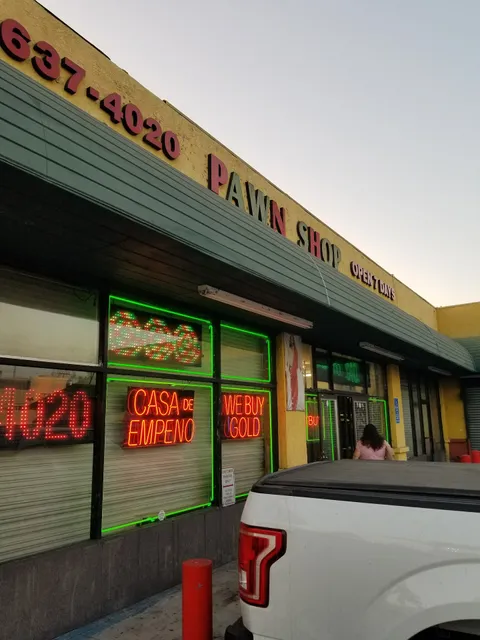 637-4020
PAWN SHOP
OPEN 7 DAYS
4020
CASA DE
EMPENO
WE BUY
GOLD